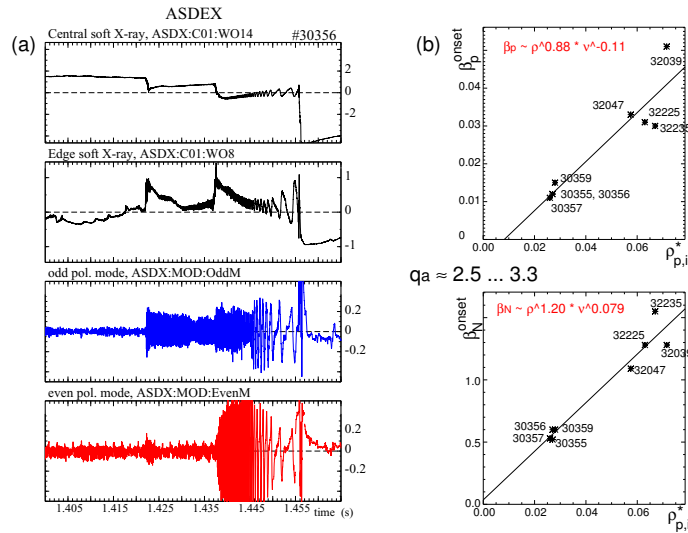 ASDEX
(a)
Central soft X-ray, ASDX:C01:WO14 #30356
2
0
-2
Edge soft X-ray, ASDX:C01:WO8
1
0
-1
odd pol. mode, ASDX:MOD:OddM
0.2
0
-0.2
even pol. mode, ASDX:MOD:EvenM
0.2
0
-0.2
1.405 1.415 1.425 1.435 1.445 1.455 time (s)
(b)
βp onset
βp ~ ρ^0.88 * ν^-0.11
0.05
0.04
0.03
0.02
0.01
0
32039
32047
32225
32235
30359
30355, 30356
30357
0.00 0.02 0.04 0.06 ρ*p,i
qa ≈ 2.5 ... 3.3
βN onset
βN ~ ρ^1.20 * ν^0.079
1.0
0.5
0.0
32235
32225
32039
32047
30356 30359
30357 30355
0.00 0.02 0.04 0.06 ρ*p,i